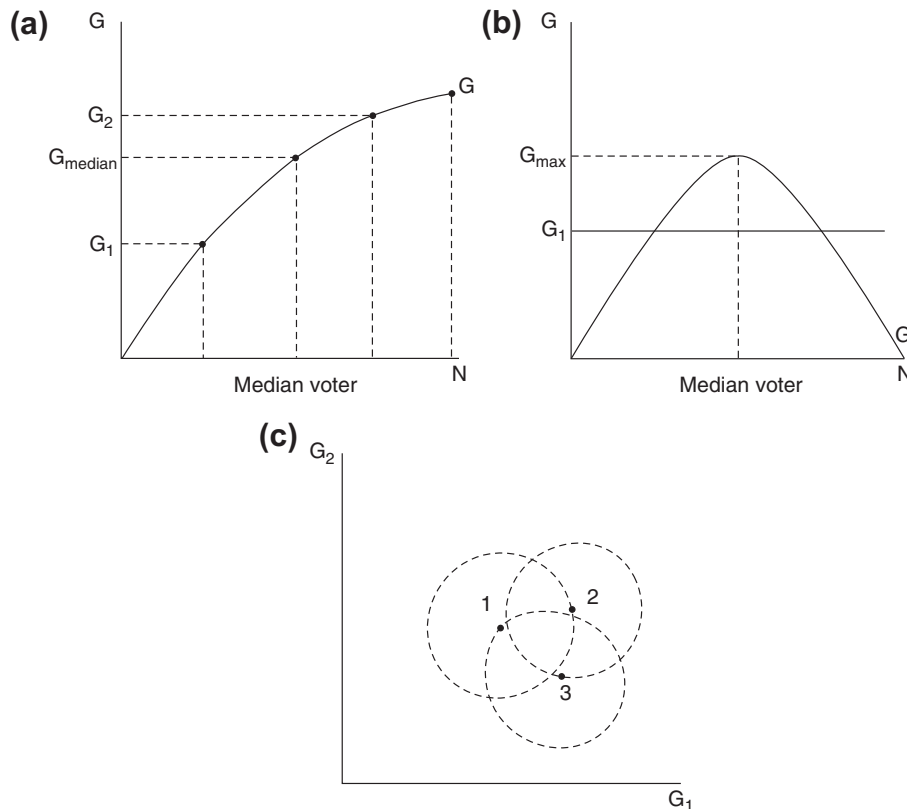 (a)
G
G
G2
Gmedian
G1
Median voter
N
(b)
G
Gmax
G1
G
Median voter
N
(c)
G2
1
2
3
G1